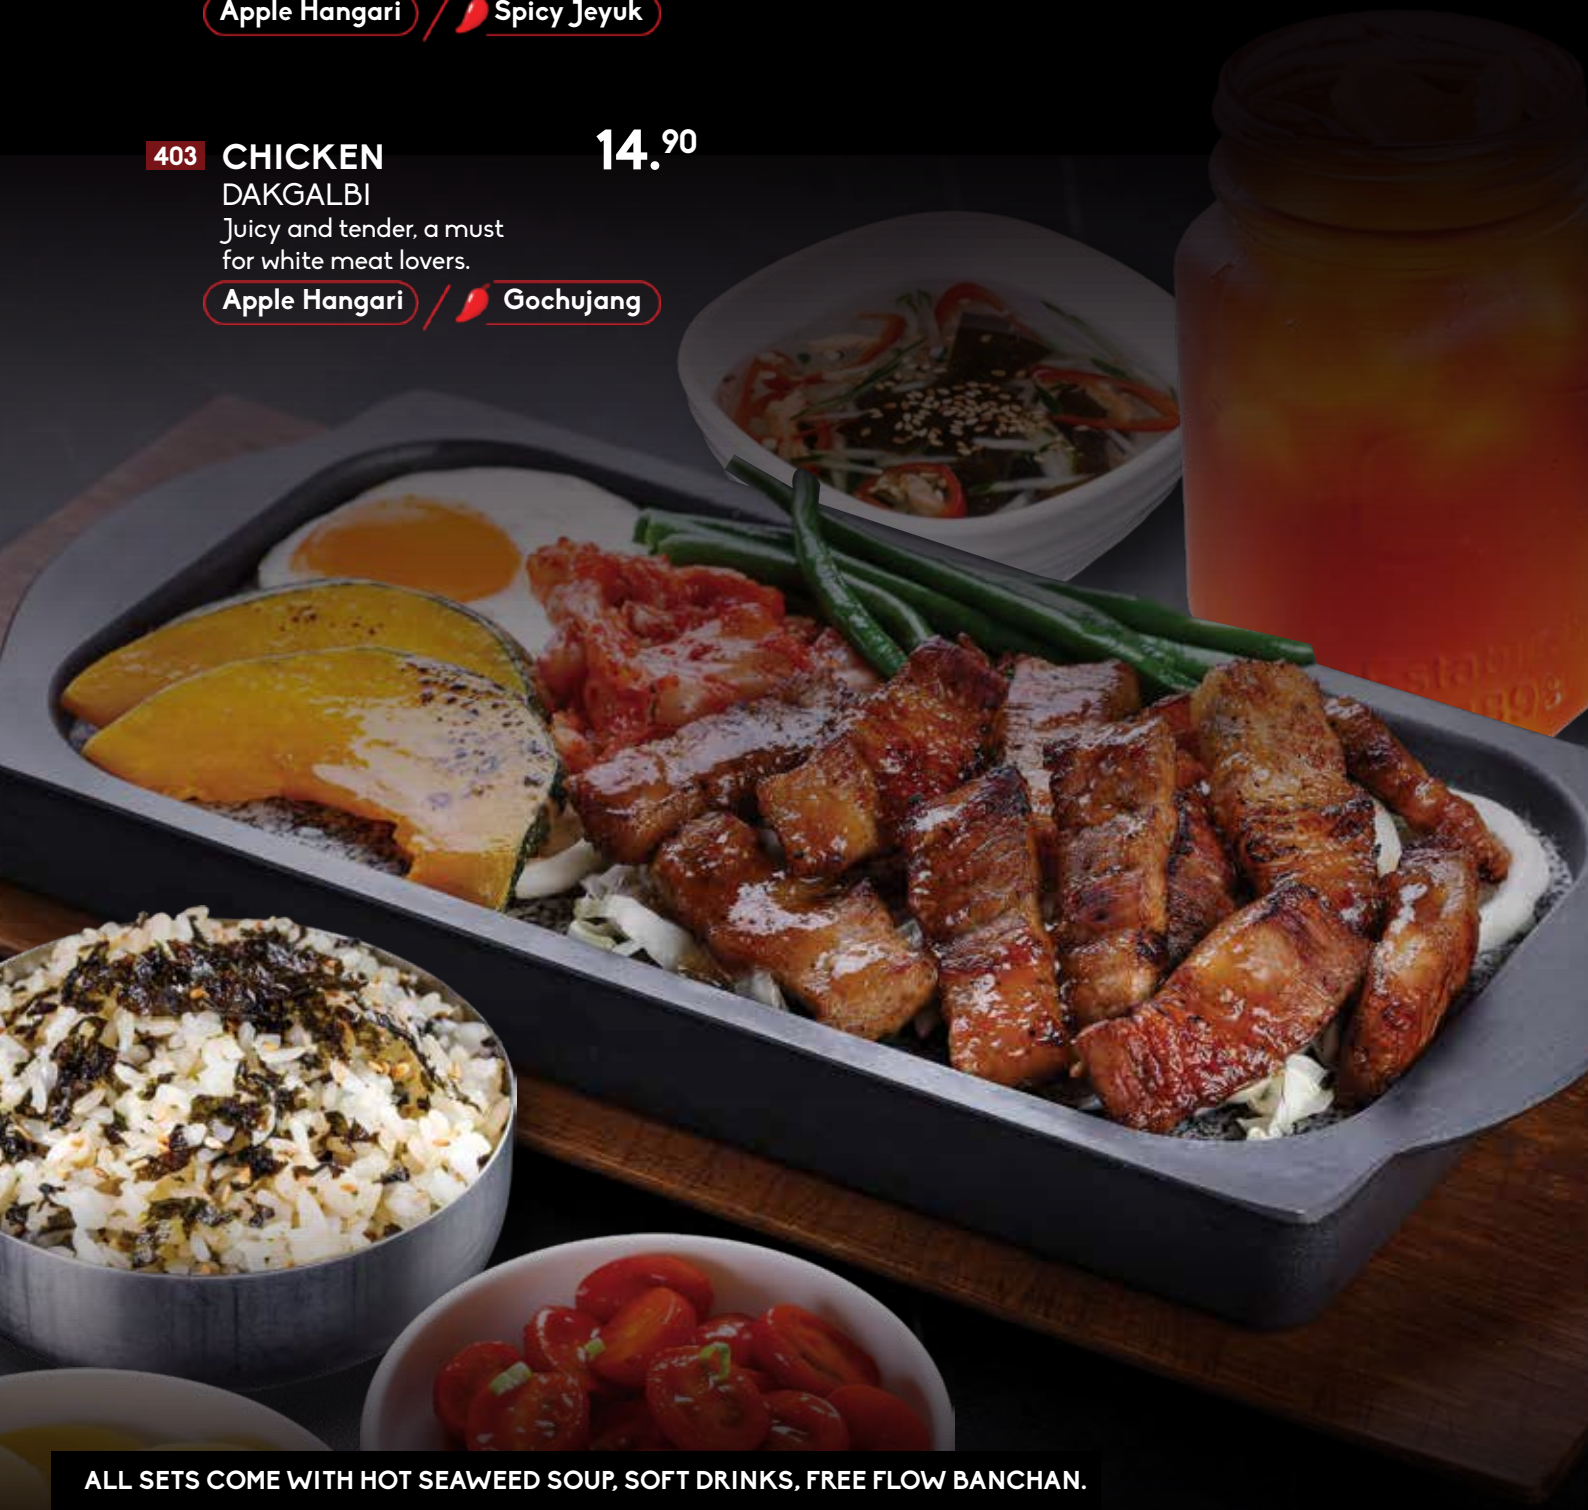 Apple Hangari / Spicy Jeyuk
403 CHICKEN 14.90
DAKGALBI
Juicy and tender, a must
for white meat lovers.
Apple Hangari / Gochujang
1898
ALL SETS COME WITH HOT SEAWEED SOUP, SOFT DRINKS, FREE FLOW BANCHAN.